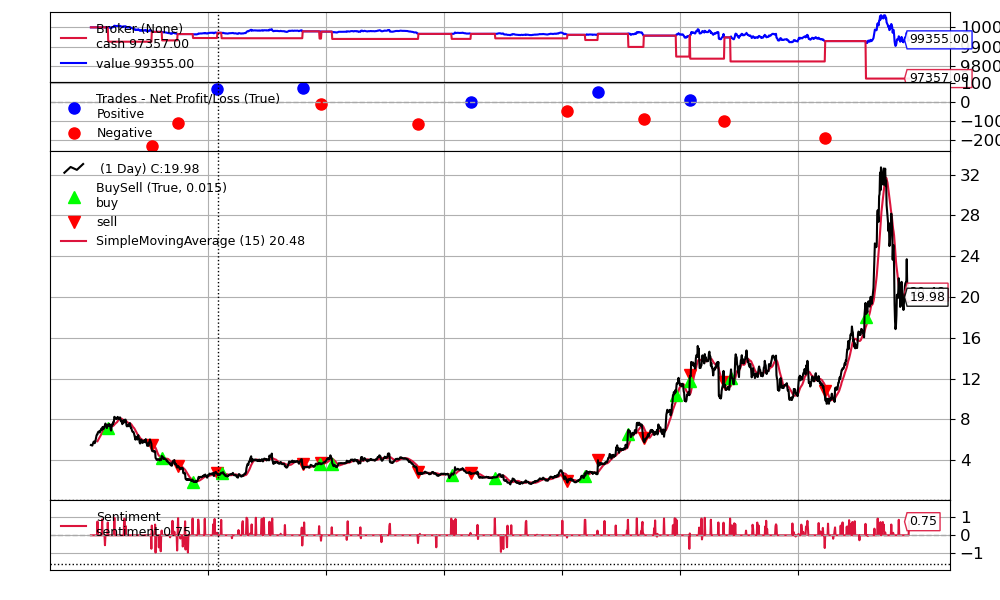 Broker (None)
cash 97357.00
value 99355.00
1000
9900
9800
99355.00
97357.00
Trades - Net Profit/Loss (True)
Positive
Negative
100
0
−100
−200
(1 Day) C:19.98
BuySell (True, 0.015)
buy
sell
SimpleMovingAverage (15) 20.48
32
28
24
20
16
12
8
4
19.98
Sentiment
sentiment 0.75
1
0
−1
0.75